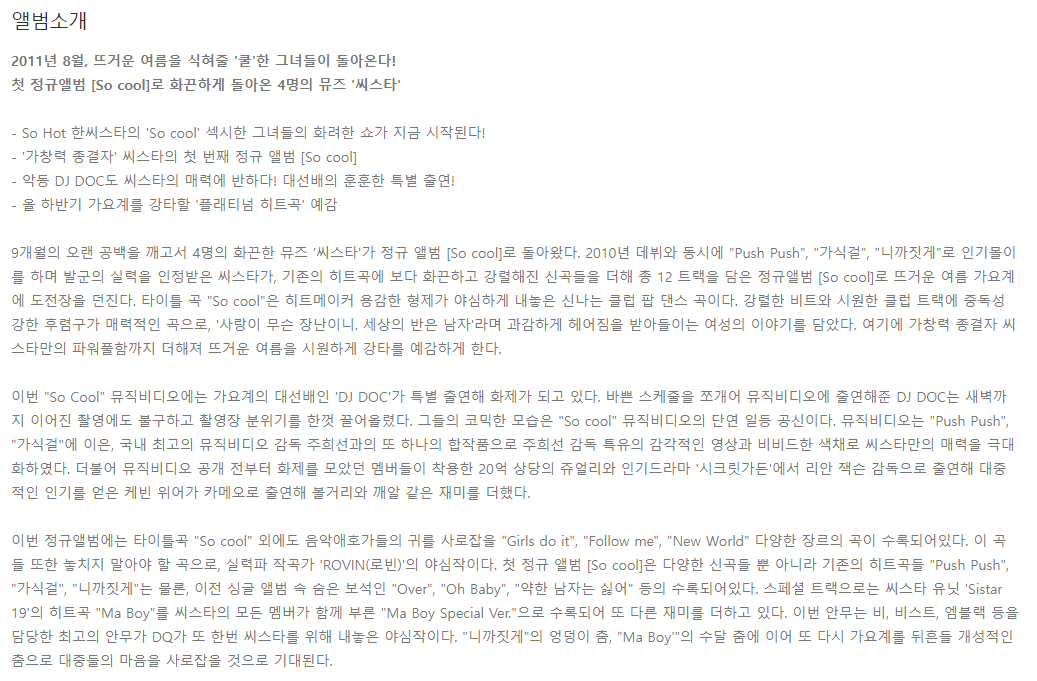 앨범소개
2011년 8월, 뜨거운 여름을 식혀줄 '쿨'한 그녀들이 돌아온다!
첫 정규앨범 [So cool]로 화끈하게 돌아온 4명의 뮤즈 '씨스타'
- So Hot 한씨스타의 'So cool' 섹시한 그녀들의 화려한 쇼가 지금 시작된다!
- '가창력 종결자' 씨스타의 첫 번째 정규 앨범 [So cool]
- 악동 DJ DOC도 씨스타의 매력에 반하다! 대선배의 훈훈한 특별 출연!
- 올 하반기 가요계를 강타할 '플래티넘 히트곡' 예감
9개월의 오랜 공백을 깨고서 4명의 화끈한 뮤즈 '씨스타'가 정규 앨범 [So cool]로 돌아왔다. 2010년 데뷔와 동시에 "Push Push", "가식걸", "니까짓게"로 인기몰이
를 하며 발군의 실력을 인정받은 씨스타가, 기존의 히트곡에 보다 화끈하고 강렬해진 신곡들을 더해 총 12 트랙을 담은 정규앨범 [So cool]로 뜨거운 여름 가요계
에 도전장을 던진다. 타이틀 곡 "So cool"은 히트메이커 용감한 형제가 야심하게 내놓은 신나는 클럽 팝 댄스 곡이다. 강렬한 비트와 시원한 클럽 트랙에 중독성
강한 후렴구가 매력적인 곡으로, '사랑이 무슨 장난이니. 세상의 반은 남자'라며 과감하게 헤어짐을 받아들이는 여성의 이야기를 담았다. 여기에 가창력 종결자 씨
스타만의 파워풀함까지 더해져 뜨거운 여름을 시원하게 강타를 예감하게 한다.
이번 "So Cool" 뮤직비디오에는 가요계의 대선배인 'DJ DOC'가 특별 출연해 화제가 되고 있다. 바쁜 스케줄을 쪼개어 뮤직비디오에 출연해준 DJ DOC는 새벽까
지 이어진 촬영에도 불구하고 촬영장 분위기를 한껏 끌어올렸다. 그들의 코믹한 모습은 "So cool" 뮤직비디오의 단연 일등 공신이다. 뮤직비디오는 "Push Push",
"가식걸"에 이은, 국내 최고의 뮤직비디오 감독 주희선과의 또 하나의 합작품으로 주희선 감독 특유의 감각적인 영상과 비비드한 색채로 씨스타만의 매력을 극대
화하였다. 더불어 뮤직비디오 공개 전부터 화제를 모았던 멤버들이 착용한 20억 상당의 쥬얼리와 인기드라마 '시크릿가든'에서 리안 잭슨 감독으로 출연해 대중
적인 인기를 얻은 케빈 위어가 카메오로 출연해 볼거리와 깨알 같은 재미를 더했다.
이번 정규앨범에는 타이틀곡 "So cool" 외에도 음악애호가들의 귀를 사로잡을 "Girls do it", "Follow me", "New World" 다양한 장르의 곡이 수록되어있다. 이 곡
들 또한 놓치지 말아야 할 곡으로, 실력파 작곡가 'ROVIN(로빈)'의 야심작이다. 첫 정규 앨범 [So cool]은 다양한 신곡들 뿐 아니라 기존의 히트곡들 "Push Push",
"가식걸", "니까짓게"는 물론, 이전 싱글 앨범 속 숨은 보석인 "Over", "Oh Baby", "약한 남자는 싫어" 등의 수록되어있다. 스페셜 트랙으로는 씨스타 유닛 'Sistar
19'의 히트곡 "Ma Boy"를 씨스타의 모든 멤버가 함께 부른 "Ma Boy Special Ver."으로 수록되어 또 다른 재미를 더하고 있다. 이번 안무는 비, 비스트, 엠블랙 등을
담당한 최고의 안무가 DQ가 또 한번 씨스타를 위해 내놓은 야심작이다. "니까짓게"의 엉덩이 춤, "Ma Boy'"의 수달 춤에 이어 또 다시 가요계를 뒤흔들 개성적인
춤으로 대중들의 마음을 사로잡을 것으로 기대된다.